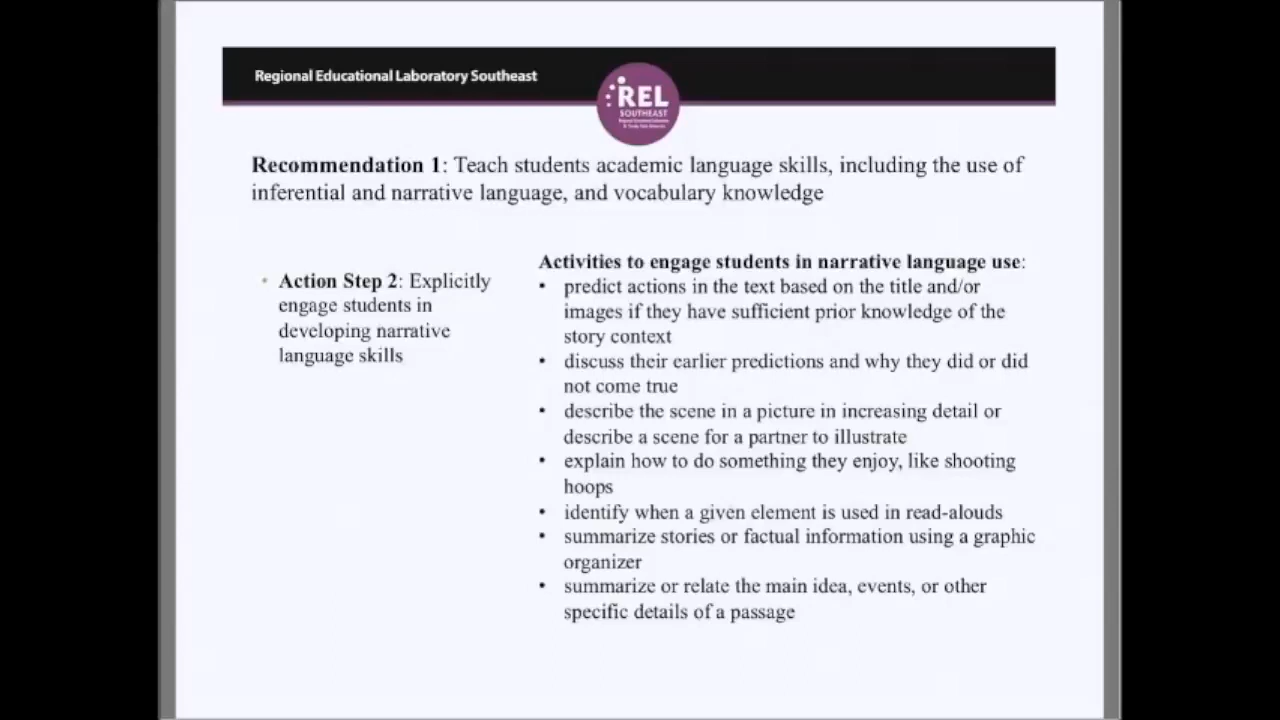 Regional Educational Laboratory Southeast
REL
SOUTHEAST
Recommendation 1: Teach students academic language skills, including the use of
inferential and narrative language, and vocabulary knowledge
• Action Step 2: Explicitly
engage students in
developing narrative
language skills
Activities to engage students in narrative language use:
• predict actions in the text based on the title and/or
images if they have sufficient prior knowledge of the
story context
• discuss their earlier predictions and why they did or did
not come true
• describe the scene in a picture in increasing detail or
describe a scene for a partner to illustrate
• explain how to do something they enjoy, like shooting
hoops
• identify when a given element is used in read-alouds
• summarize stories or factual information using a graphic
organizer
• summarize or relate the main idea, events, or other
specific details of a passage